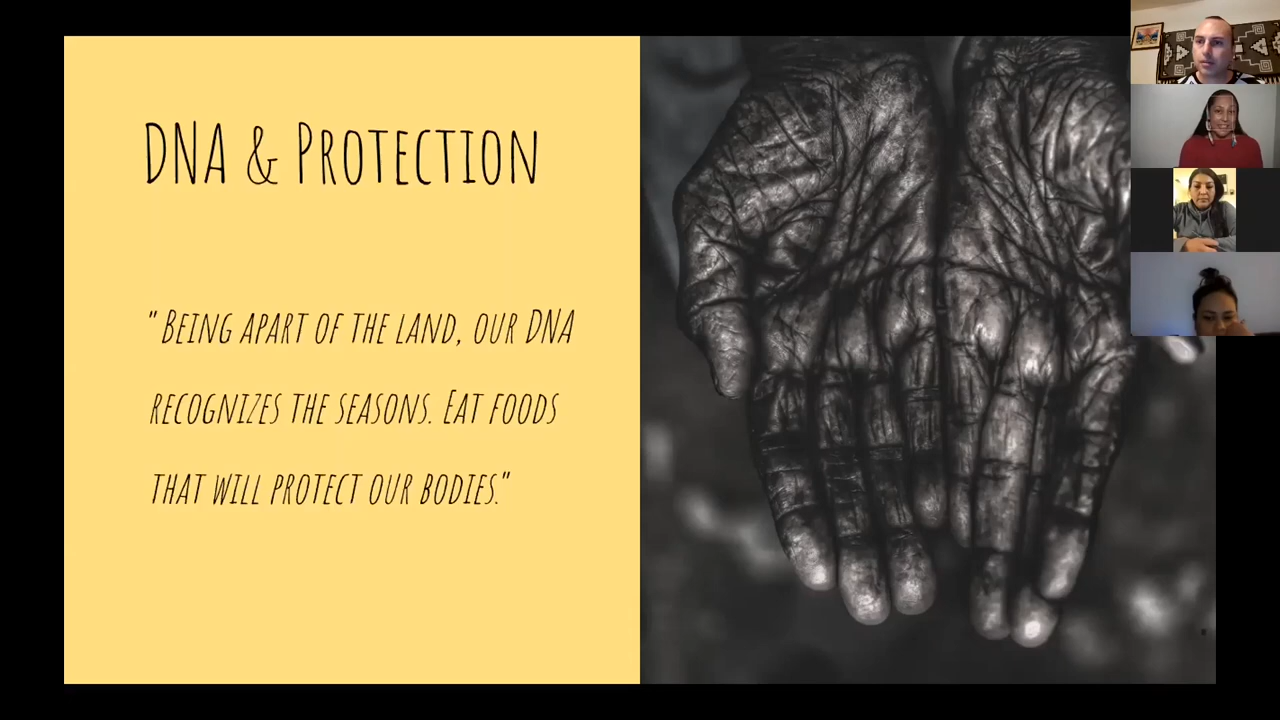 DNA & Protection
"Being apart of the land, our DNA
recognizes the seasons. Eat foods
that will protect our bodies."